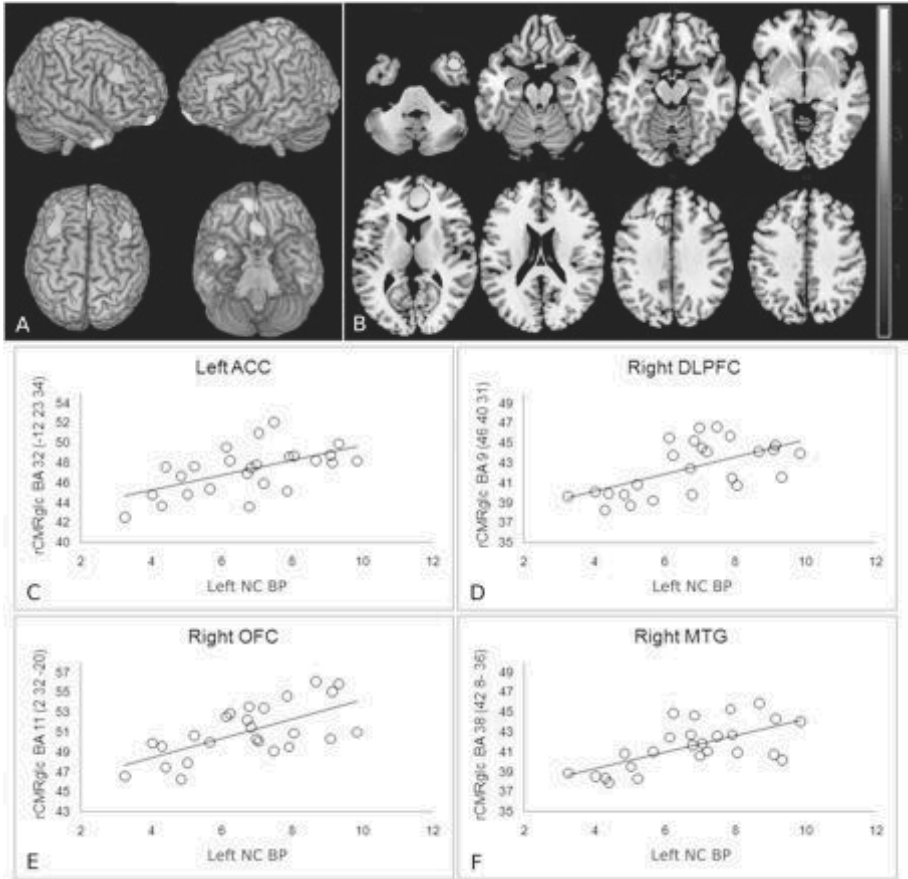 A
B
4
2
Left ACC
rCMRglc BA 32 (-12 23 34)
54
52
50
48
46
44
42
40
2 4 6 8 10 12
Left NC BP
C
Right DLPFC
rCMRglc BA 9 (46 40 31)
49
47
45
43
41
39
37
35
2 4 6 8 10 12
Left NC BP
D
Right OFC
rCMRglc BA 11 (2 32 -20)
57
55
53
51
49
47
45
43
2 4 6 8 10 12
Left NC BP
E
Right MTG
rCMRglc BA 38 (42 8- 36)
49
47
45
43
41
39
37
35
2 4 6 8 10 12
Left NC BP
F